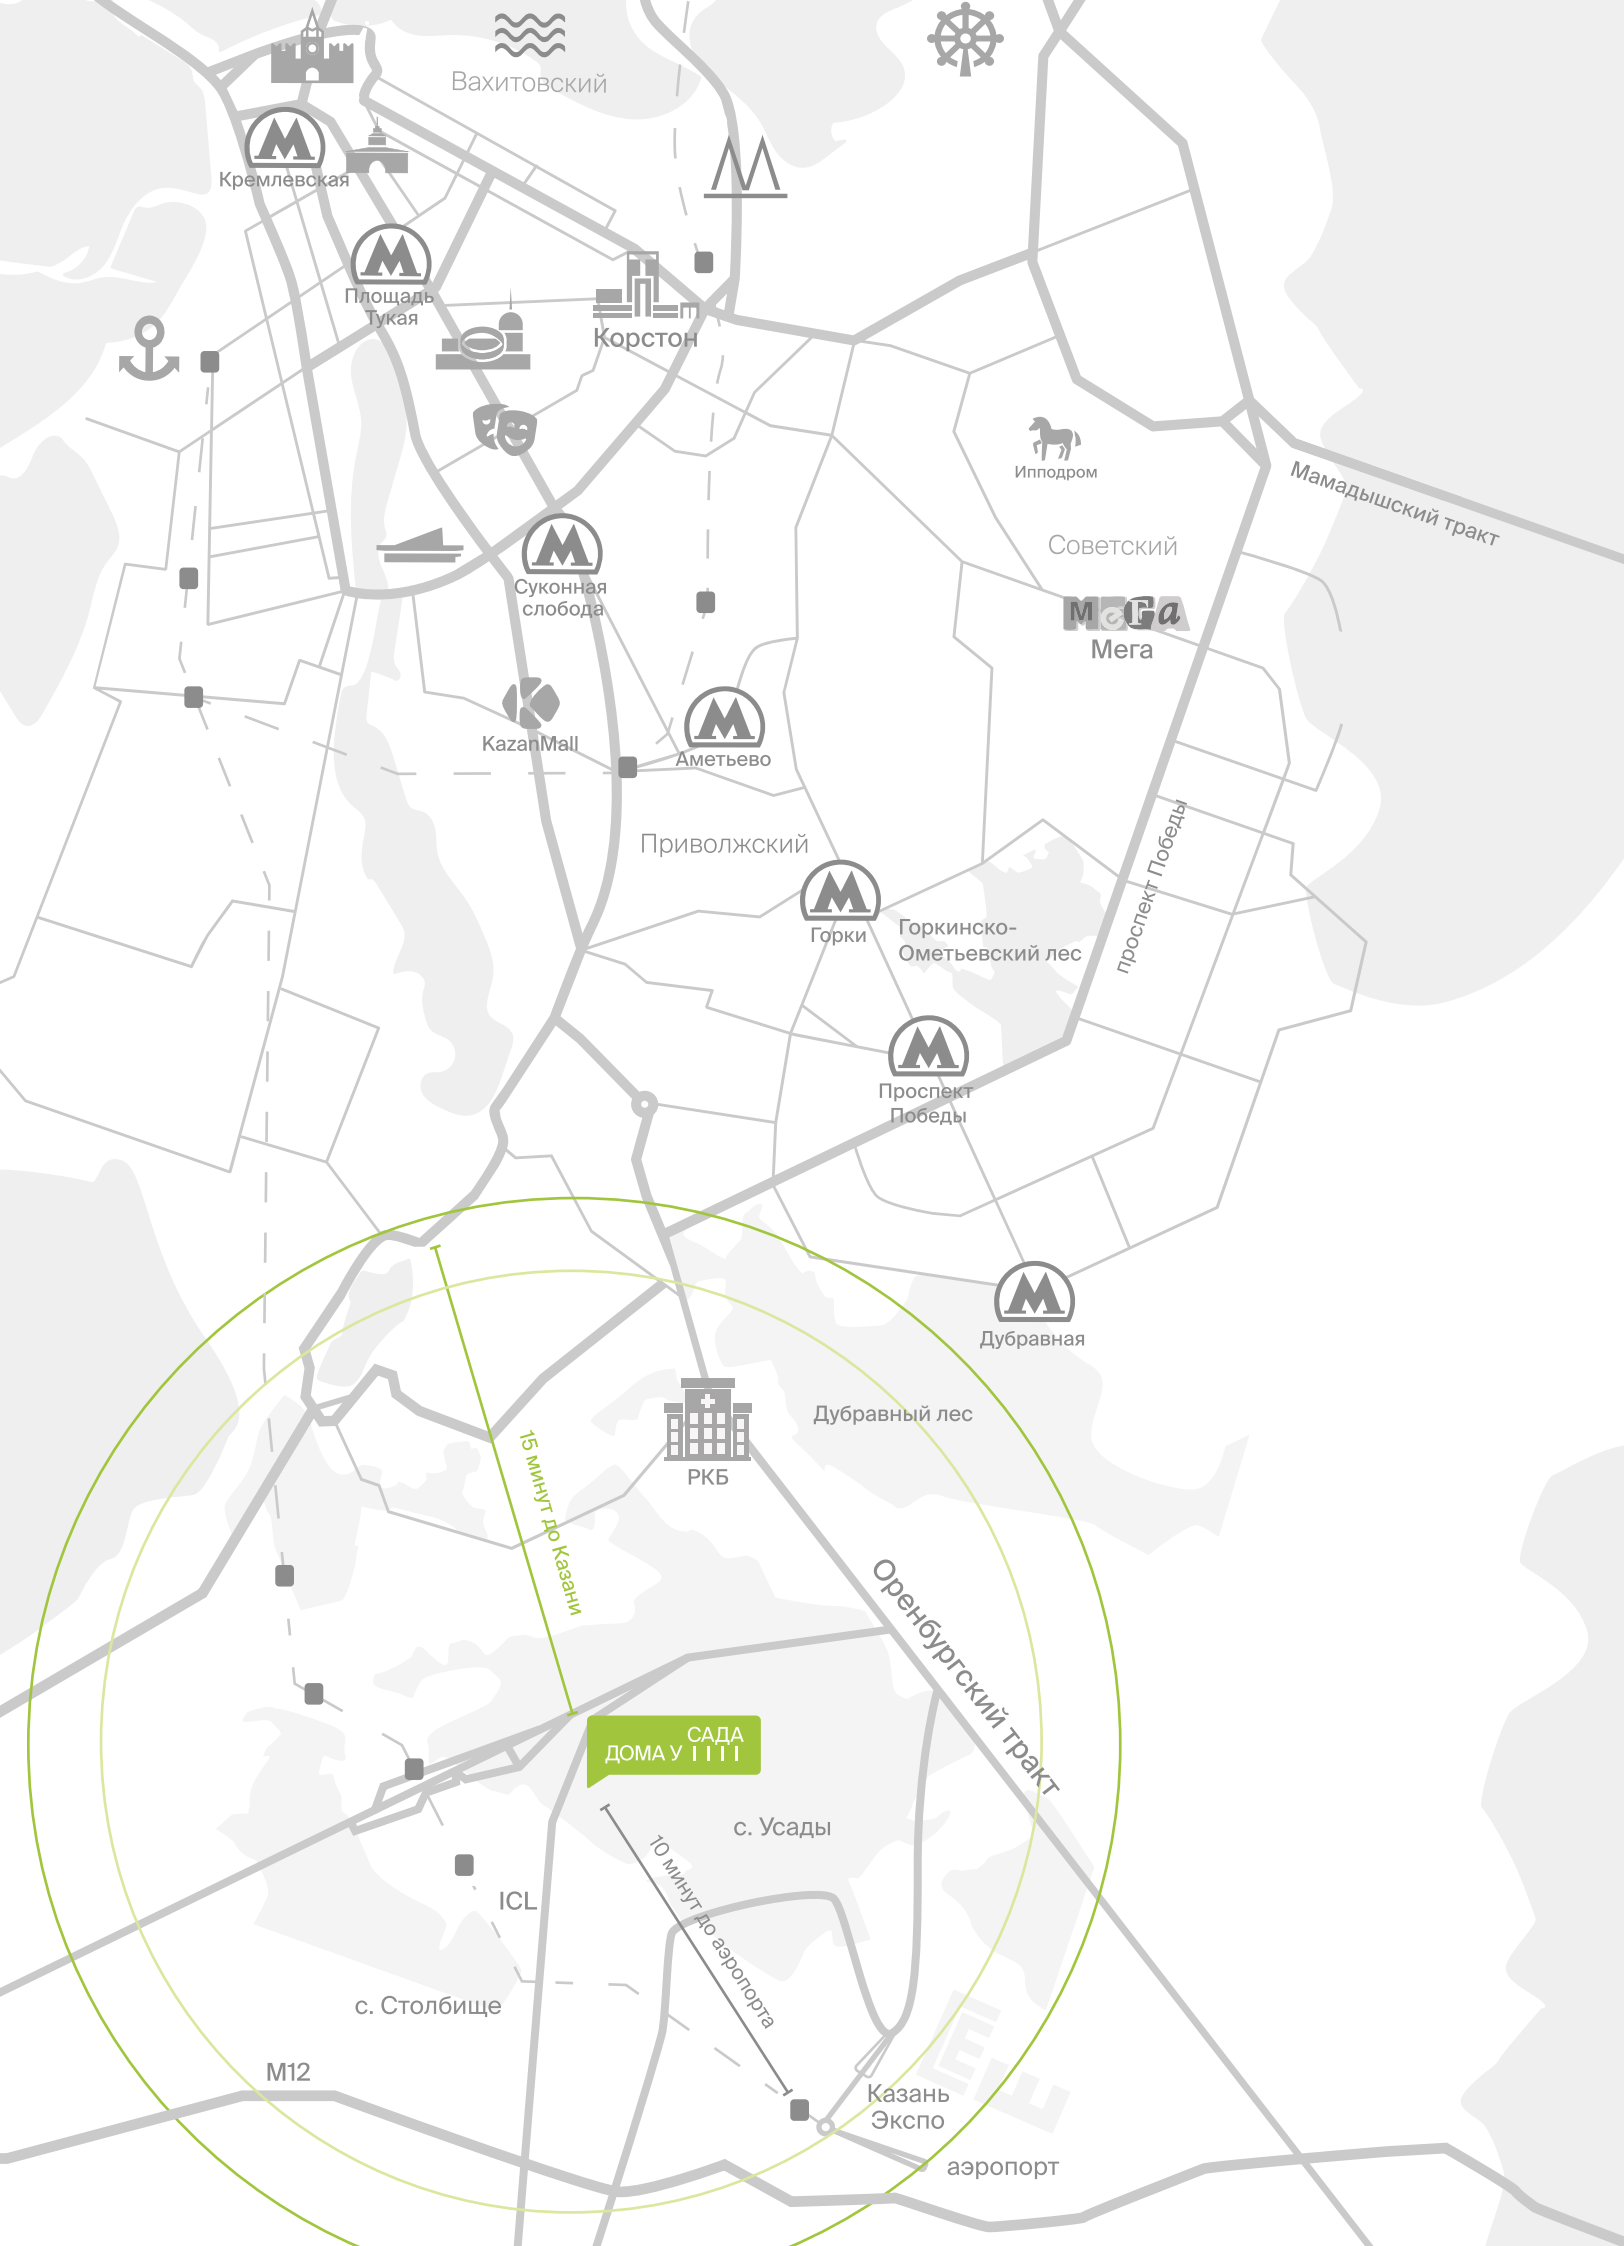 Вахитовский
Кремлевская
Площадь
Тукая
Корстон
Ипподром
Мамадышский тракт
Советский
Суконная
слобода
МеГа
Мега
KazanMall
Аметьево
Приволжский
проспект Победы
Горки
Горкинско-
Ометьевский лес
Проспект
Победы
Дубравная
Дубравный лес
РКБ
15 минут до Казани
Оренбургский тракт
САДА
ДОМА У
с. Усады
10 минут до аэропорта
ICL
с. Столбище
М12
Казань
Экспо
аэропорт